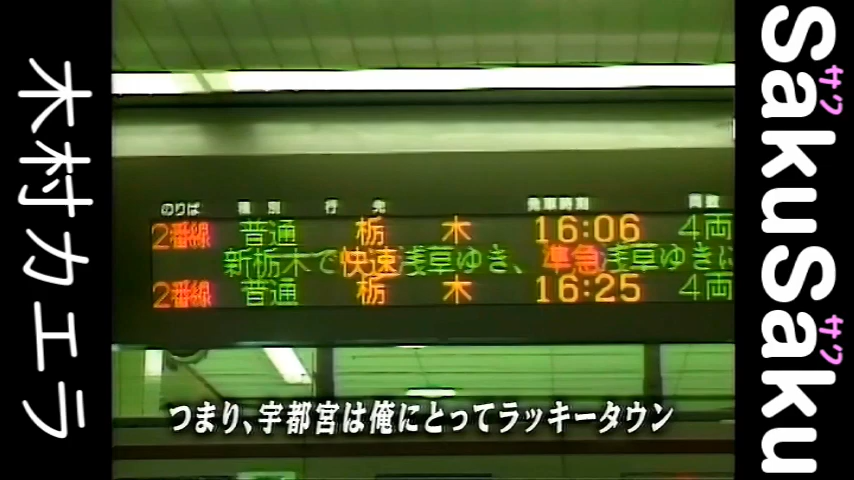 木村カエラ
のりば 種別 行先 発車時刻 両数
2番線 普通 栃木 16:06 4両
新栃木で快速浅草ゆき、準急浅草ゆきに
2番線 普通 栃木 16:25 4両
つまり、宇都宮は俺にとってラッキータウン
SakuSaku
サク サク